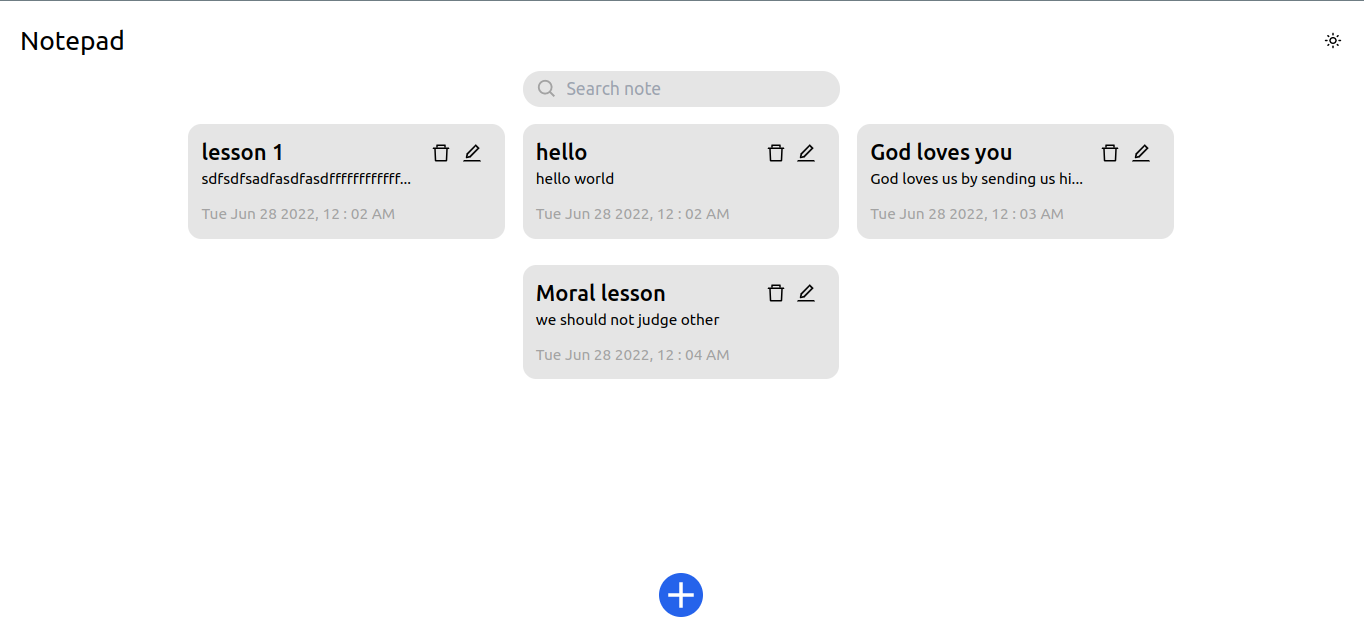 Notepad
Search note
lesson 1
sdfsdfsadfasdfasdffffffffffff...
Tue Jun 28 2022, 12 : 02 AM
hello
hello world
Tue Jun 28 2022, 12 : 02 AM
God loves you
God loves us by sending us hi...
Tue Jun 28 2022, 12 : 03 AM
Moral lesson
we should not judge other
Tue Jun 28 2022, 12 : 04 AM